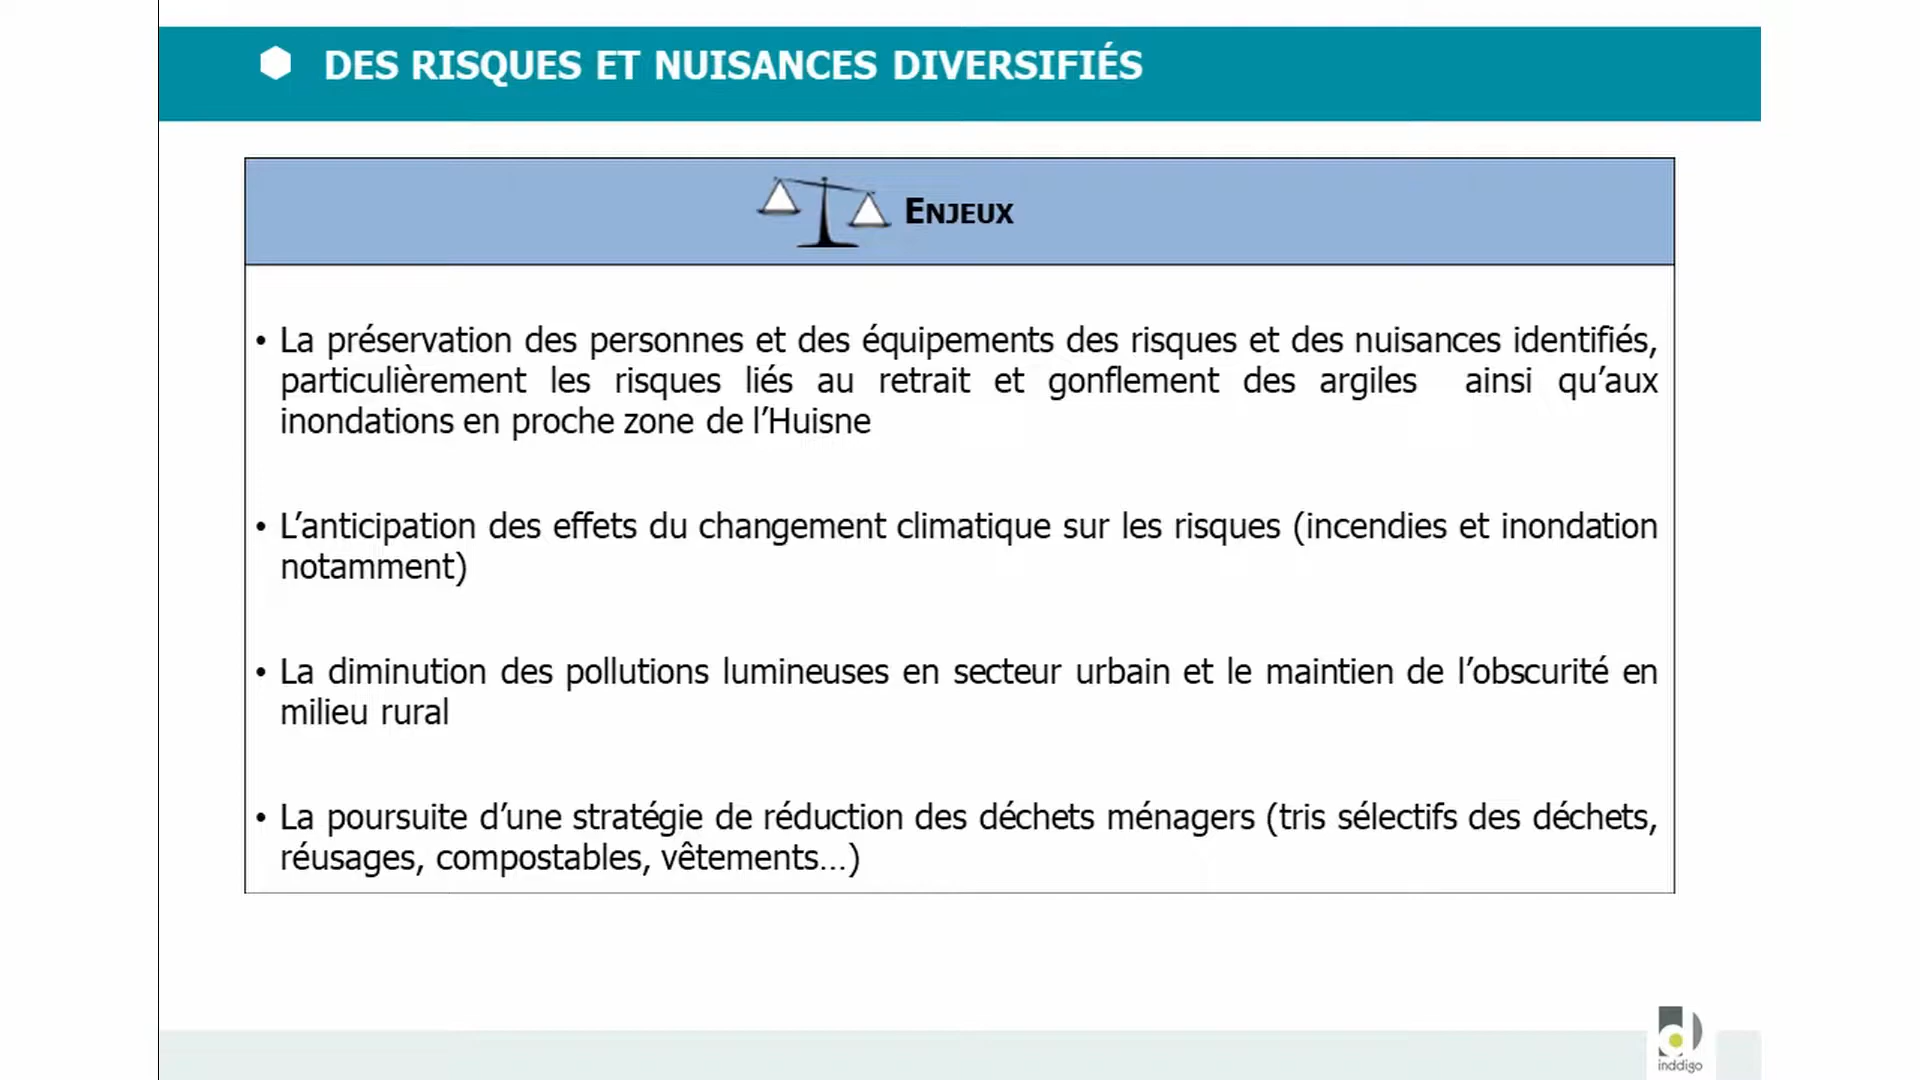 DES RISQUES ET NUISANCES DIVERSIFIÉS
ENJEUX
• La préservation des personnes et des équipements des risques et des nuisances identifiés,
particulièrement les risques liés au retrait et gonflement des argiles ainsi qu’aux
inondations en proche zone de l’Huisne
• L’anticipation des effets du changement climatique sur les risques (incendies et inondation
notamment)
• La diminution des pollutions lumineuses en secteur urbain et le maintien de l’obscurité en
milieu rural
• La poursuite d’une stratégie de réduction des déchets ménagers (tris sélectifs des déchets,
réusages, compostables, vêtements…)
inddigo